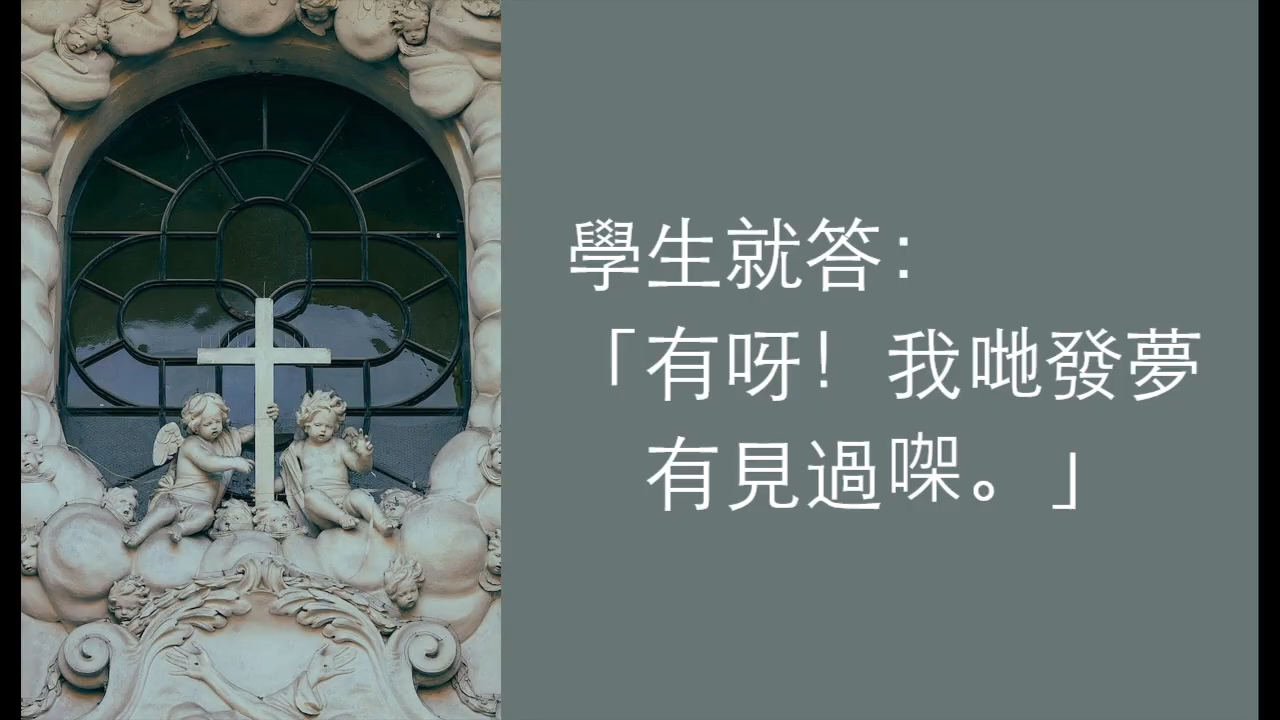 學生就答：
「有呀！我哋發夢
有見過㗎。」